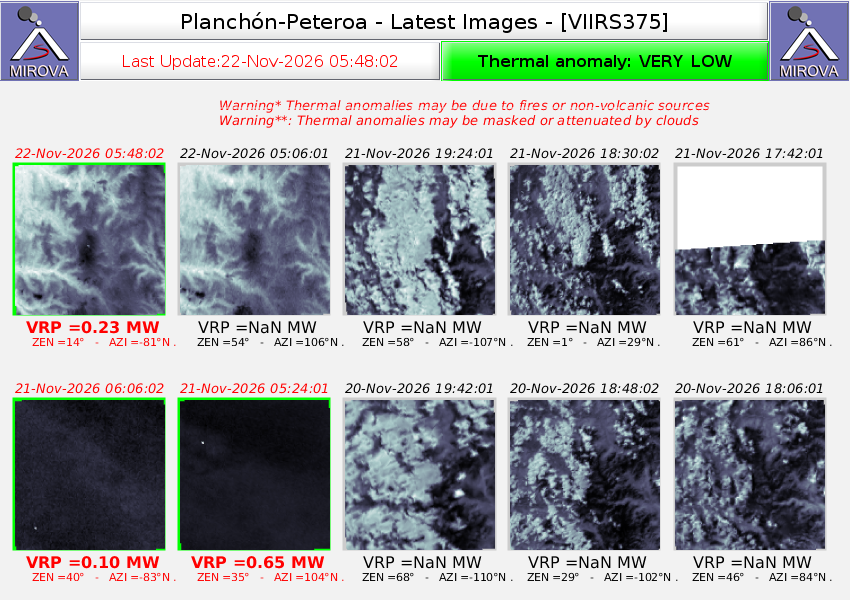 Planchón-Peteroa - Latest Images - [VIIRS375]
MIROVA
Last Update:22-Nov-2026 05:48:02
Thermal anomaly: VERY LOW
MIROVA
Warning* Thermal anomalies may be due to fires or non-volcanic sources
Warning**: Thermal anomalies may be masked or attenuated by clouds
22-Nov-2026 05:48:02 22-Nov-2026 05:06:01 21-Nov-2026 19:24:01 21-Nov-2026 18:30:02 21-Nov-2026 17:42:01
VRP =0.23 MW VRP =NaN MW VRP =NaN MW VRP =NaN MW VRP =NaN MW
ZEN =14° - AZI =-81°N . ZEN =54° - AZI =106°N . ZEN =58° - AZI =-107°N . ZEN =1° - AZI =29°N . ZEN =61° - AZI =86°N .
21-Nov-2026 06:06:02 21-Nov-2026 05:24:01 20-Nov-2026 19:42:01 20-Nov-2026 18:48:02 20-Nov-2026 18:06:01
VRP =0.10 MW VRP =0.65 MW VRP =NaN MW VRP =NaN MW VRP =NaN MW
ZEN =40° - AZI =-83°N . ZEN =35° - AZI =104°N . ZEN =68° - AZI =-110°N . ZEN =29° - AZI =-102°N . ZEN =46° - AZI =84°N .